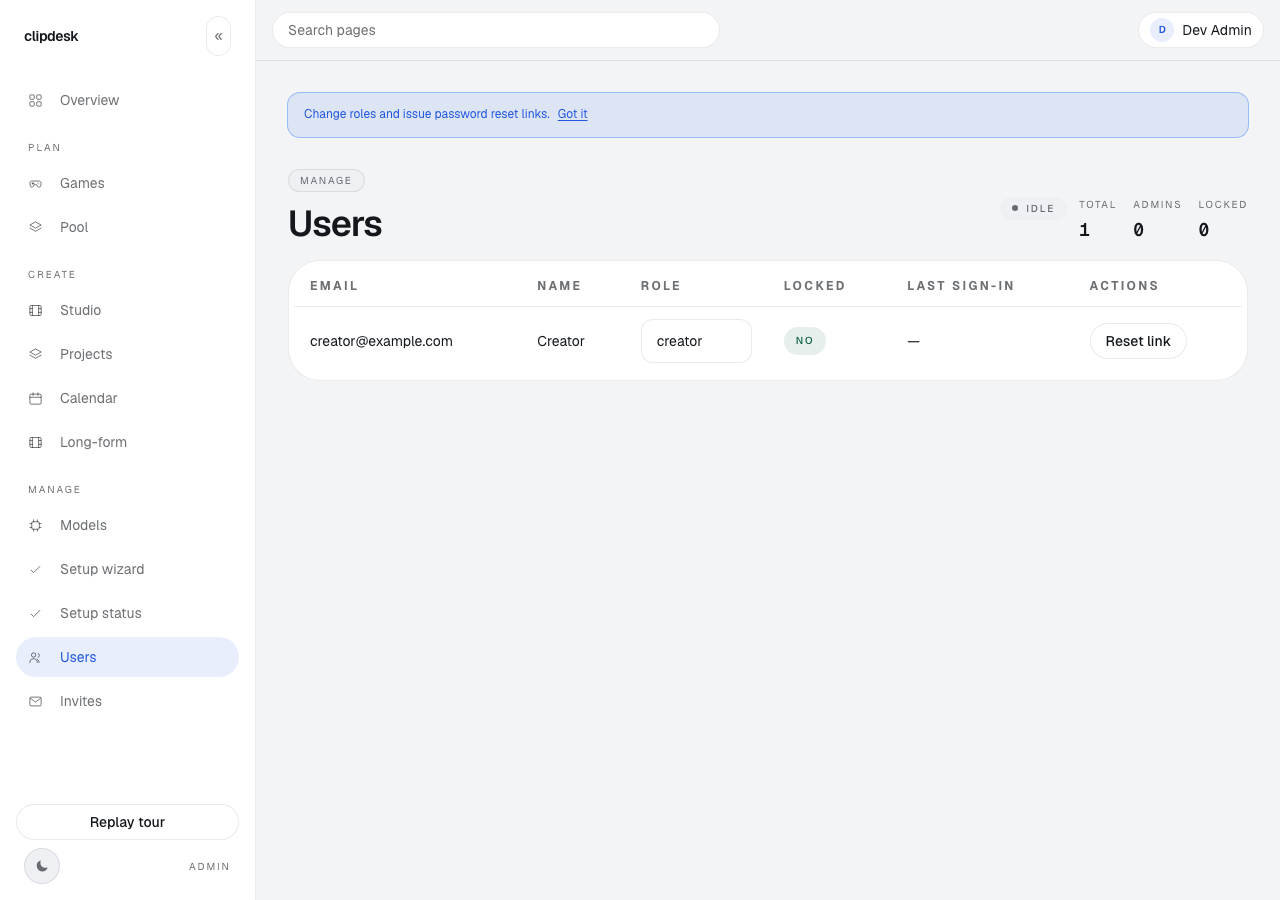 clipdesk
«
Search pages
D
Dev Admin
Overview
PLAN
Games
Pool
CREATE
Studio
Projects
Calendar
Long-form
MANAGE
Models
Setup wizard
Setup status
Users
Invites
Replay tour
ADMIN
Change roles and issue password reset links. Got it
MANAGE
Users
IDLE
TOTAL ADMINS LOCKED
1 0 0
EMAIL NAME ROLE LOCKED LAST SIGN-IN ACTIONS
creator@example.com Creator creator NO — Reset link